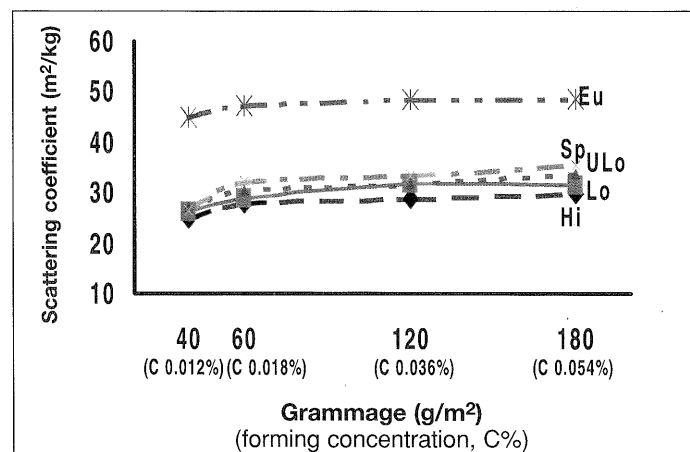 Scattering coefficient (m²/kg)
60
50
40
30
20
10
Eu
Sp
ULo
Lo
Hi
40 60 120 180
(C 0.012%) (C 0.018%) (C 0.036%) (C 0.054%)
Grammage (g/m²)
(forming concentration, C%)